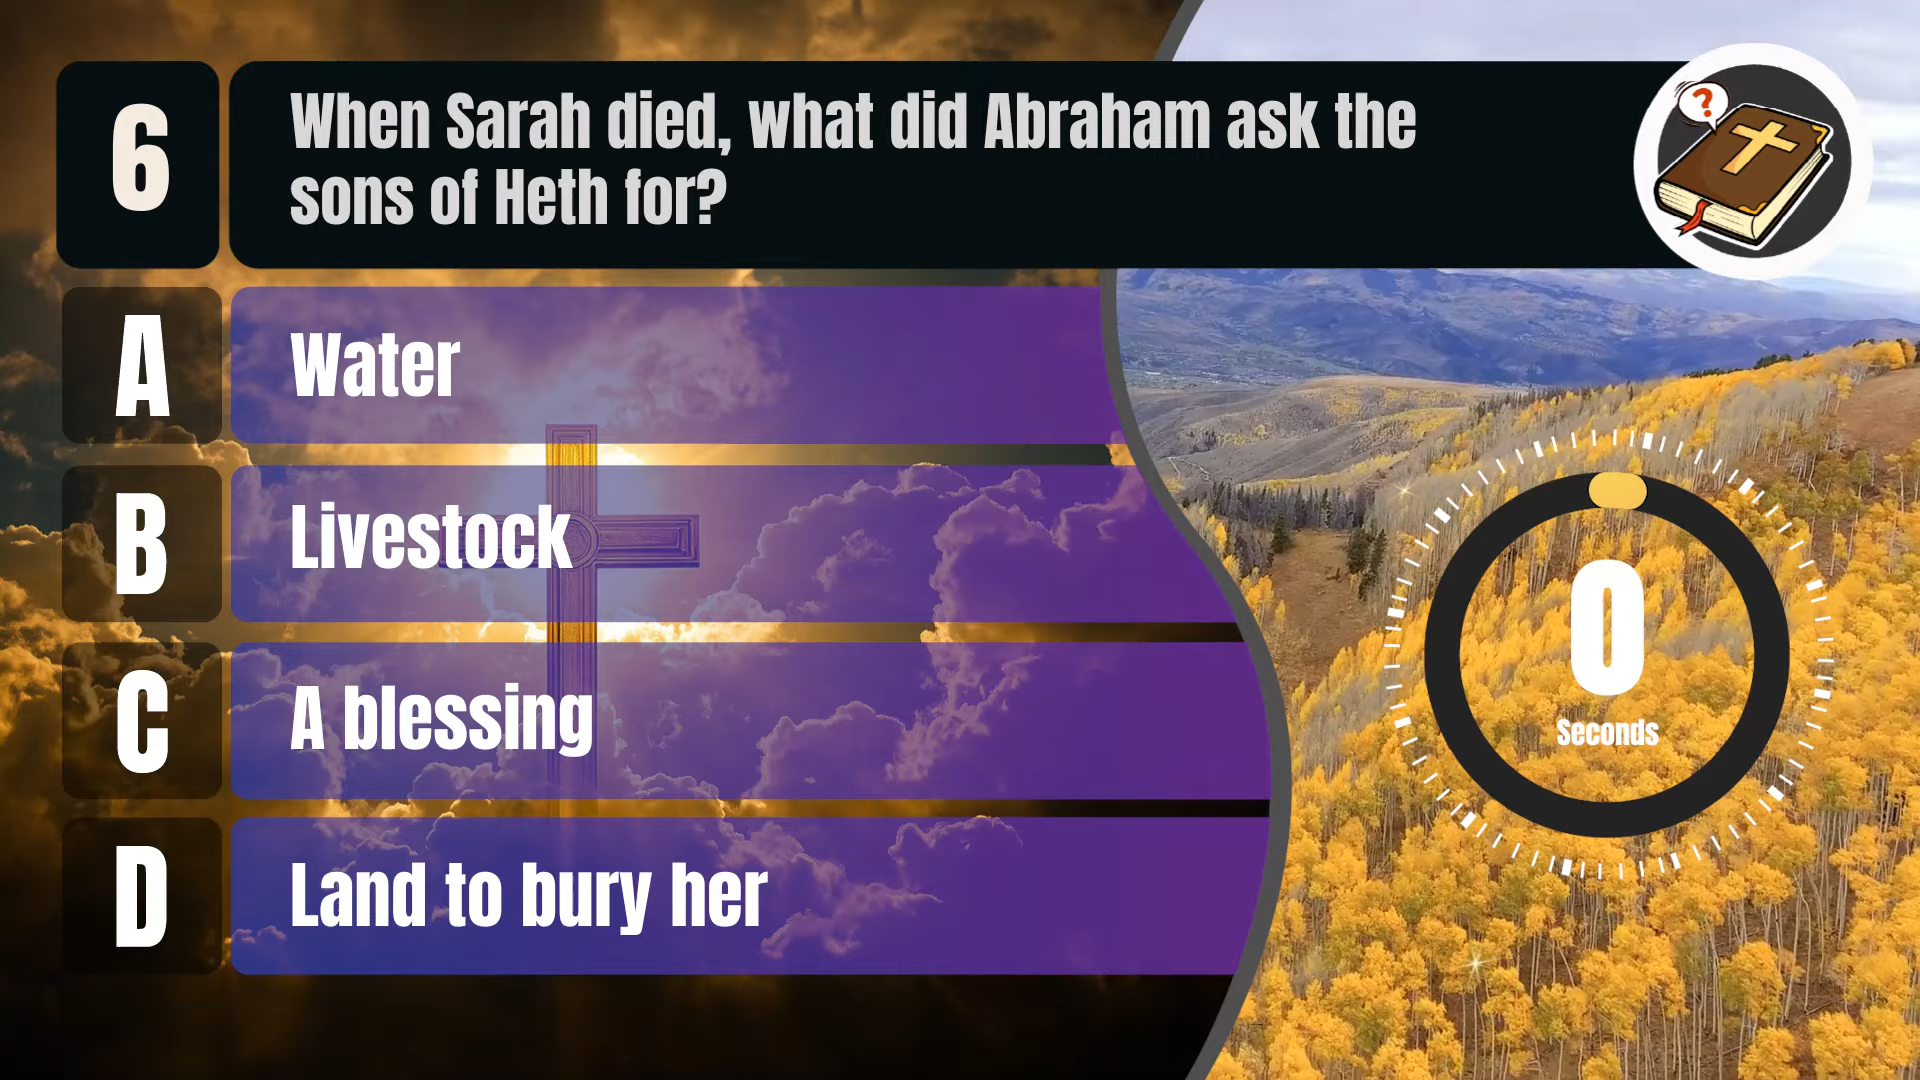 6
When Sarah died, what did Abraham ask the
sons of Heth for?
?
A
Water
B
Livestock
C
A blessing
D
Land to bury her
0
Seconds